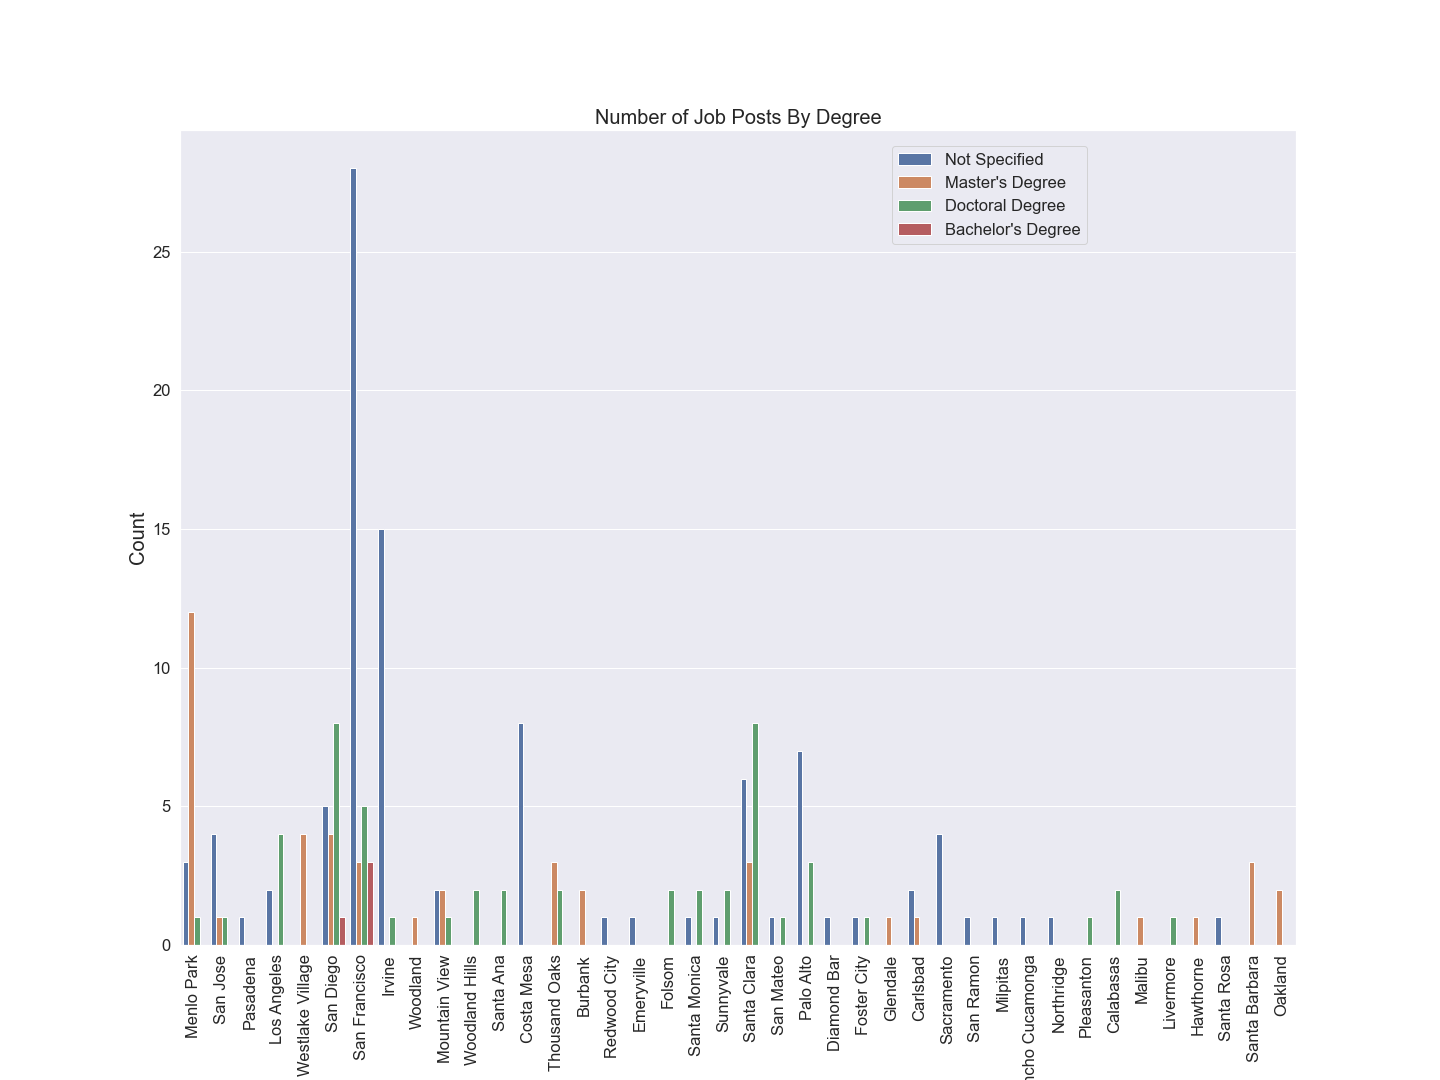 Number of Job Posts By Degree
Not Specified
Master's Degree
Doctoral Degree
Bachelor's Degree
25
20
15
10
5
0
Count
Menlo Park
San Jose
Pasadena
Los Angeles
Westlake Village
San Diego
San Francisco
Irvine
Woodland
Mountain View
Woodland Hills
Santa Ana
Costa Mesa
Thousand Oaks
Burbank
Redwood City
Emeryville
Folsom
Santa Monica
Sunnyvale
Santa Clara
San Mateo
Palo Alto
Diamond Bar
Foster City
Glendale
Carlsbad
Sacramento
San Ramon
Milpitas
ncho Cucamonga
Northridge
Pleasanton
Calabasas
Malibu
Livermore
Hawthorne
Santa Rosa
Santa Barbara
Oakland